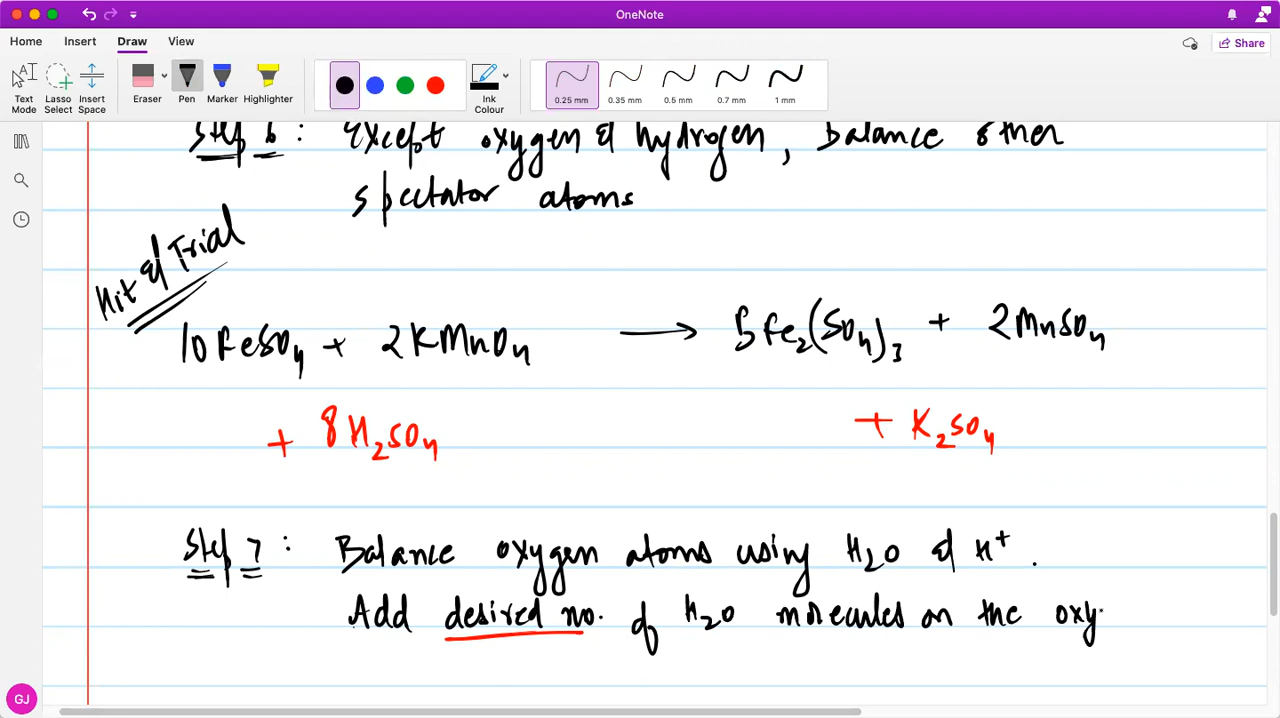 OneNote
Home Insert Draw View
Share
Text Mode
Lasso Select
Insert Space
Eraser
Pen
Marker
Highlighter
Ink Colour
0.25 mm
0.35 mm
0.5 mm
0.7 mm
1 mm
Step 6 : Except oxygen & hydrogen, Balance other
spectator atoms
Hit & Trial
10 FeSO₄ + 2KMnO₄ ⟶ 5Fe₂(SO₄)₃ + 2MnSO₄
+ 8H₂SO₄ + K₂SO₄
Step 7 : Balance oxygen atoms using H₂O & H⁺.
Add desired no. of H₂O molecules on the oxy
GJ